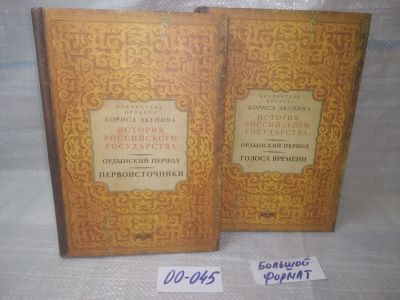 БИБЛИОТЕКА
ПРОЕКТА
БОРИСА АКУНИНА
ИСТОРИЯ
РОССИЙСКОГО
ГОСУДАРСТВА
ОРДЫНСКИЙ ПЕРИОД
ПЕРВОИСТОЧНИКИ
БИБЛИОТЕКА
ПРОЕКТА
БОРИСА АКУНИНА
ИСТОРИЯ
РОССИЙСКОГО
ГОСУДАРСТВА
ОРДЫНСКИЙ ПЕРИОД
ГОЛОСА ВРЕМЕНИ
00-045
БОЛЬШОЙ
ФОРМАТ